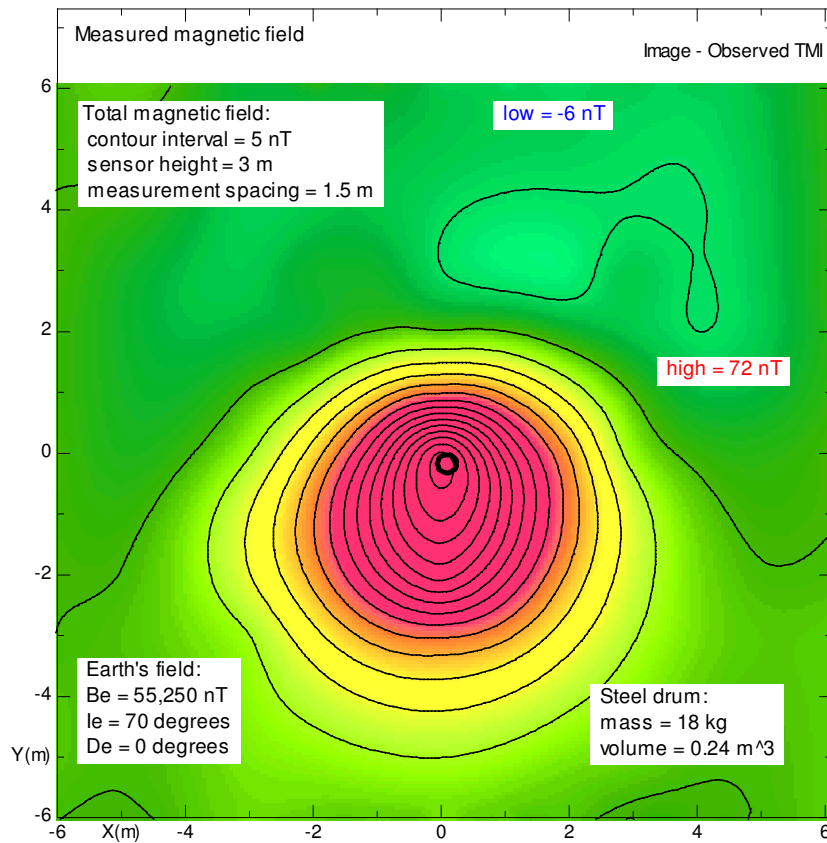 Measured magnetic field
Image - Observed TMI
6
Total magnetic field:
contour interval = 5 nT
sensor height = 3 m
measurement spacing = 1.5 m
low = -6 nT
4
2
high = 72 nT
0
-2
Earth's field:
Be = 55,250 nT
Ie = 70 degrees
De = 0 degrees
Steel drum:
mass = 18 kg
volume = 0.24 m^3
-4
Y(m)
-6
-6 X(m) -4 -2 0 2 4 6